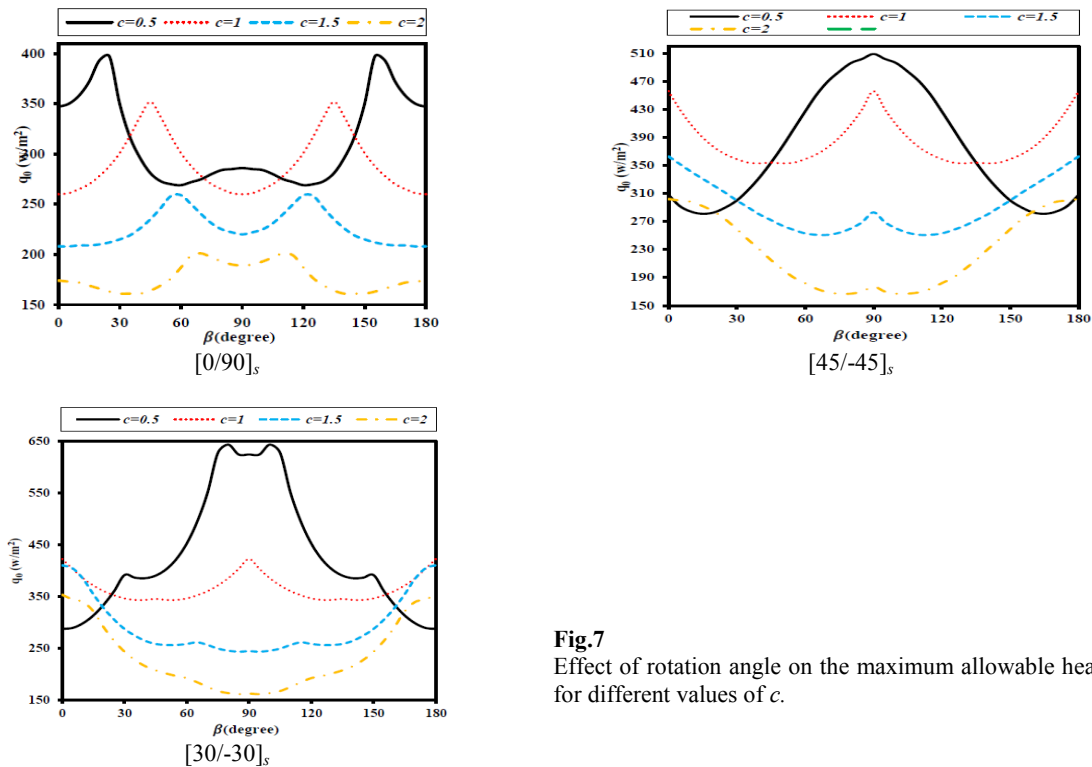 c=0.5 c=1 c=1.5 c=2
400
350
300
250
200
150
q0 (w/m²)
0 30 60 90 120 150 180
β(degree)
[0/90]s
c=0.5 c=1 c=1.5
c=2
510
470
430
390
350
310
270
230
190
150
q0 (w/m²)
0 30 60 90 120 150 180
β(degree)
[45/-45]s
c=0.5 c=1 c=1.5 c=2
650
550
450
350
250
150
q0 (w/m²)
0 30 60 90 120 150 180
β(degree)
[30/-30]s
Fig.7
Effect of rotation angle on the maximum allowable hea
for different values of c.